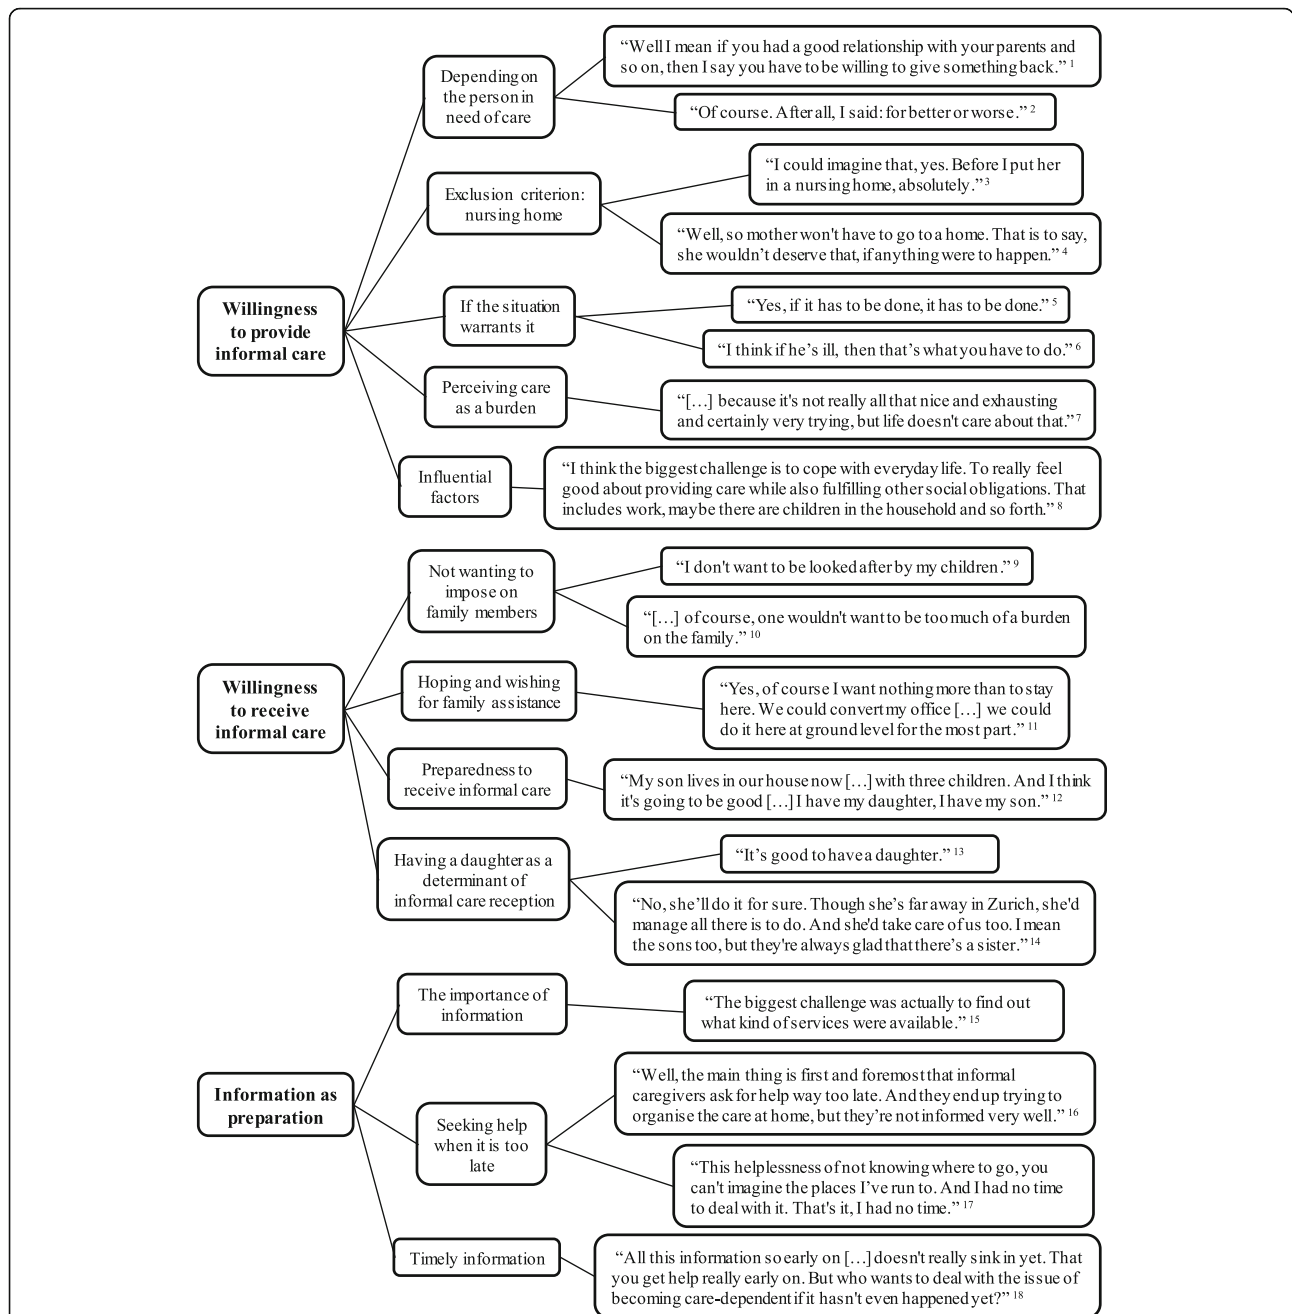 Willingness
to provide
informal care
Depending on
the person in
need of care
“Well I mean if you had a good relationship with your parents and
so on, then I say you have to be willing to give something back.” 1
“Of course. After all, I said: for better or worse.” 2
Exclusion criterion:
nursing home
“I could imagine that, yes. Before I put her
in a nursing home, absolutely.” 3
“Well, so mother won't have to go to a home. That is to say,
she wouldn’t deserve that, if anything were to happen.” 4
If the situation
warrants it
“Yes, if it has to be done, it has to be done.” 5
“I think if he’s ill, then that’s what you have to do.” 6
Perceiving care
as a burden
“[…] because it's not really all that nice and exhausting
and certainly very trying, but life doesn't care about that.” 7
Influential
factors
“I think the biggest challenge is to cope with everyday life. To really feel
good about providing care while also fulfilling other social obligations. That
includes work, maybe there are children in the household and so forth.” 8
Willingness
to receive
informal care
Not wanting to
impose on
family members
“I don't want to be looked after by my children.” 9
“[…] of course, one wouldn't want to be too much of a burden
on the family.” 10
Hoping and wishing
for family assistance
“Yes, of course I want nothing more than to stay
here. We could convert my office […] we could
do it here at ground level for the most part.” 11
Preparedness to
receive informal care
“My son lives in our house now […] with three children. And I think
it's going to be good […] I have my daughter, I have my son.” 12
Having a daughter as a
determinant of
informal care reception
“It’s good to have a daughter.” 13
“No, she’ll do it for sure. Though she’s far away in Zurich, she'd
manage all there is to do. And she'd take care of us too. I mean
the sons too, but they're always glad that there’s a sister.” 14
Information as
preparation
The importance of
information
“The biggest challenge was actually to find out
what kind of services were available.” 15
Seeking help
when it is too
late
“Well, the main thing is first and foremost that informal
caregivers ask for help way too late. And they end up trying to
organise the care at home, but they’re not informed very well.” 16
“This helplessness of not knowing where to go, you
can't imagine the places I’ve run to. And I had no time
to deal with it. That's it, I had no time.” 17
Timely information
“All this information so early on […] doesn't really sink in yet. That
you get help really early on. But who wants to deal with the issue of
becoming care-dependent if it hasn't even happened yet?” 18